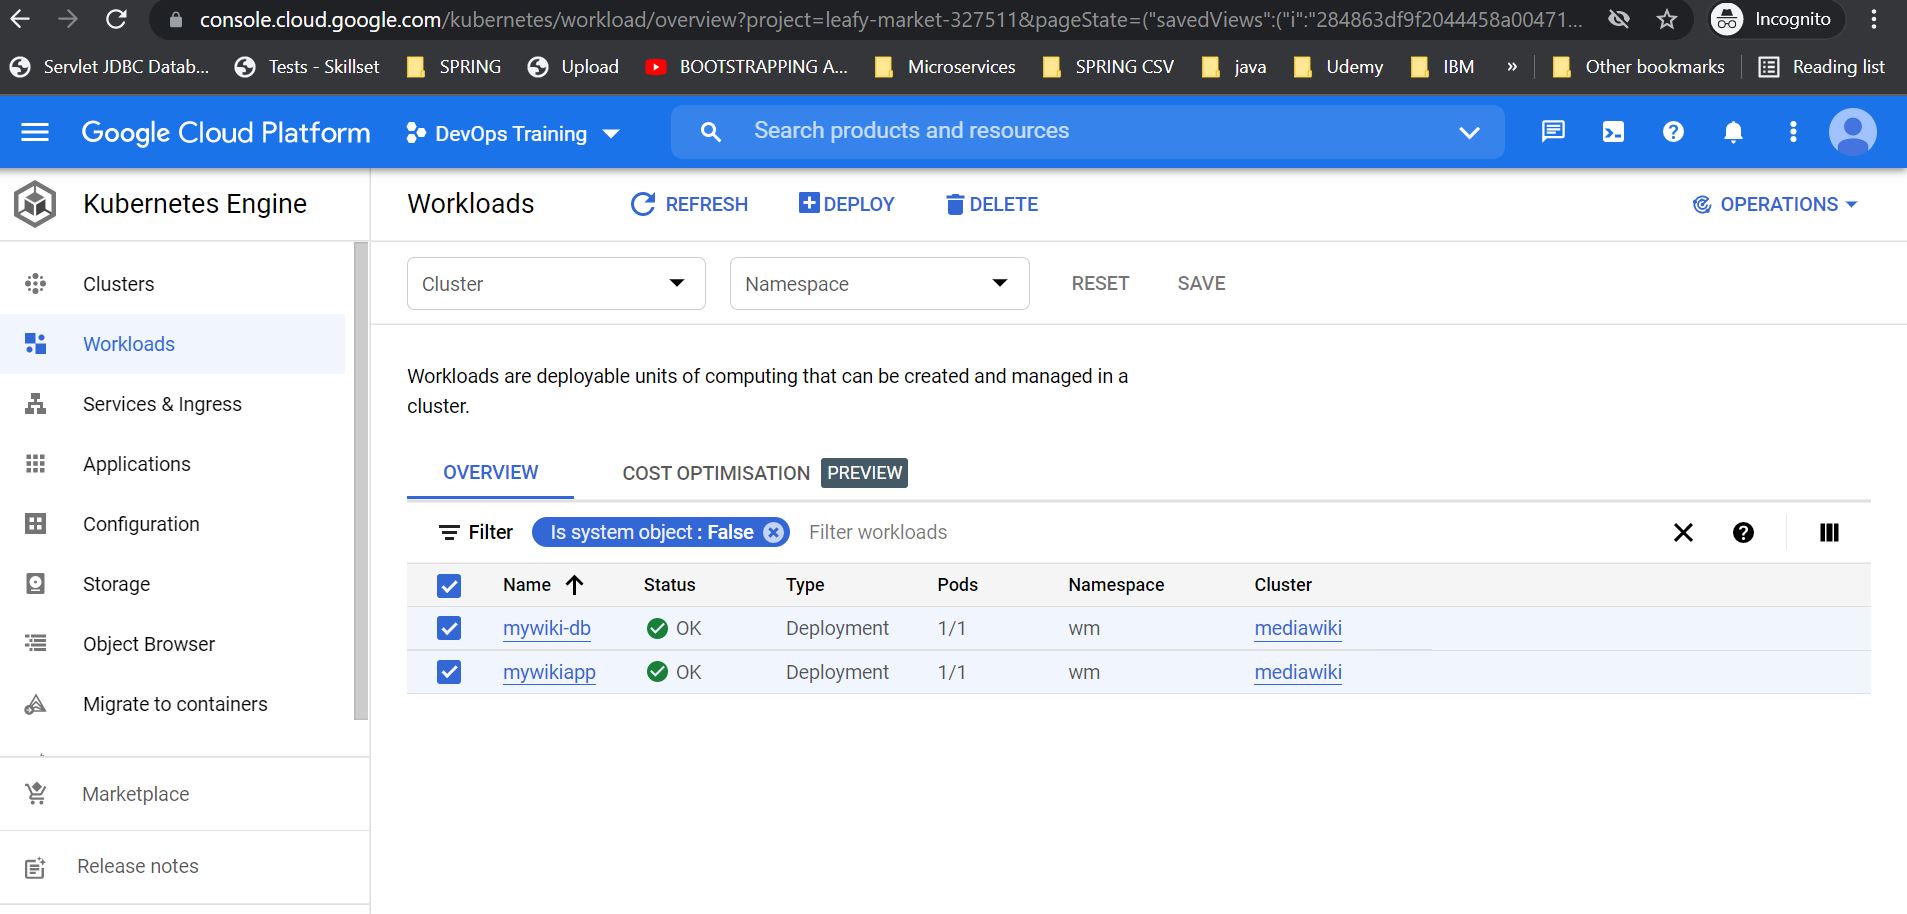 console.cloud.google.com/kubernetes/workload/overview?project=leafy-market-327511&pageState=("savedViews":("i":"284863df9f2044458a00471... Incognito
Servlet JDBC Datab... Tests - Skillset SPRING Upload BOOTSTRAPPING A... Microservices SPRING CSV java Udemy IBM » Other bookmarks Reading list
Google Cloud Platform DevOps Training Search products and resources
Kubernetes Engine
Clusters
Workloads
Services & Ingress
Applications
Configuration
Storage
Object Browser
Migrate to containers
Marketplace
Release notes
Workloads REFRESH DEPLOY DELETE OPERATIONS
Cluster Namespace RESET SAVE
Workloads are deployable units of computing that can be created and managed in a
cluster.
OVERVIEW COST OPTIMISATION PREVIEW
Filter Is system object : False Filter workloads
Name Status Type Pods Namespace Cluster
mywiki-db OK Deployment 1/1 wm mediawiki
mywikiapp OK Deployment 1/1 wm mediawiki